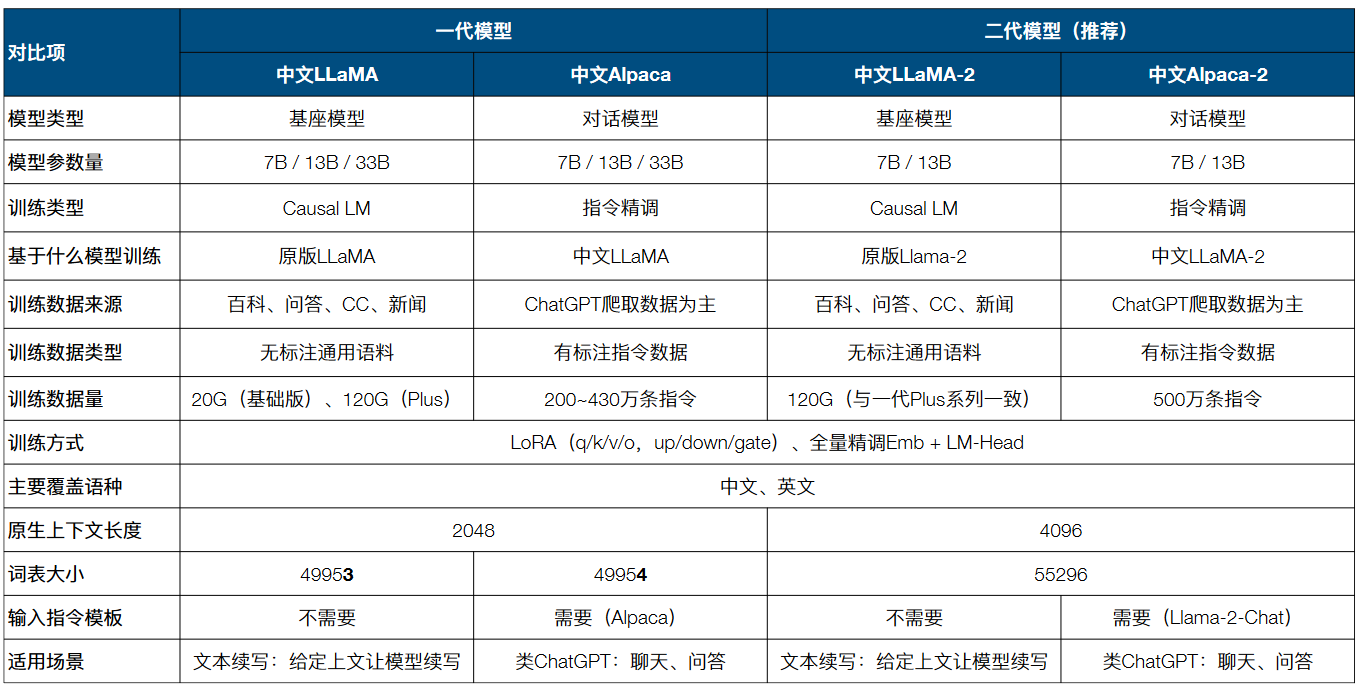 对比项 一代模型 二代模型（推荐）
中文LLaMA 中文Alpaca 中文LLaMA-2 中文Alpaca-2
模型类型 基座模型 对话模型 基座模型 对话模型
模型参数量 7B / 13B / 33B 7B / 13B / 33B 7B / 13B 7B / 13B
训练类型 Causal LM 指令精调 Causal LM 指令精调
基于什么模型训练 原版LLaMA 中文LLaMA 原版Llama-2 中文LLaMA-2
训练数据来源 百科、问答、CC、新闻 ChatGPT爬取数据为主 百科、问答、CC、新闻 ChatGPT爬取数据为主
训练数据类型 无标注通用语料 有标注指令数据 无标注通用语料 有标注指令数据
训练数据量 20G（基础版）、120G（Plus） 200~430万条指令 120G（与一代Plus系列一致） 500万条指令
训练方式 LoRA（q/k/v/o，up/down/gate）、全量精调Emb + LM-Head
主要覆盖语种 中文、英文
原生上下文长度 2048 4096
词表大小 49953 49954 55296
输入指令模板 不需要 需要（Alpaca） 不需要 需要（Llama-2-Chat）
适用场景 文本续写：给定上文让模型续写 类ChatGPT：聊天、问答 文本续写：给定上文让模型续写 类ChatGPT：聊天、问答